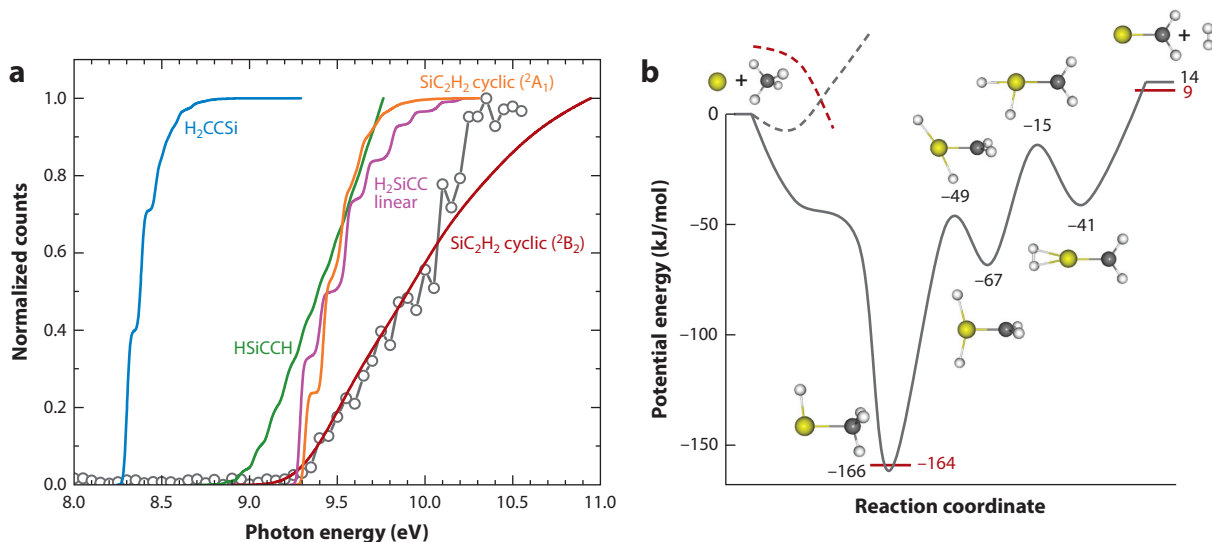 a
Normalized counts
1.0
0.8
0.6
0.4
0.2
0.0
8.0
8.5
9.0
9.5
10.0
10.5
11.0
Photon energy (eV)
H₂CCSi
HSiCCH
SiC₂H₂ cyclic (²A₁)
H₂SiCC
linear
SiC₂H₂ cyclic (²B₂)
b
Potential energy (kJ/mol)
0
−50
−100
−150
Reaction coordinate
+
−166
−164
−49
−67
−15
−41
+
14
9